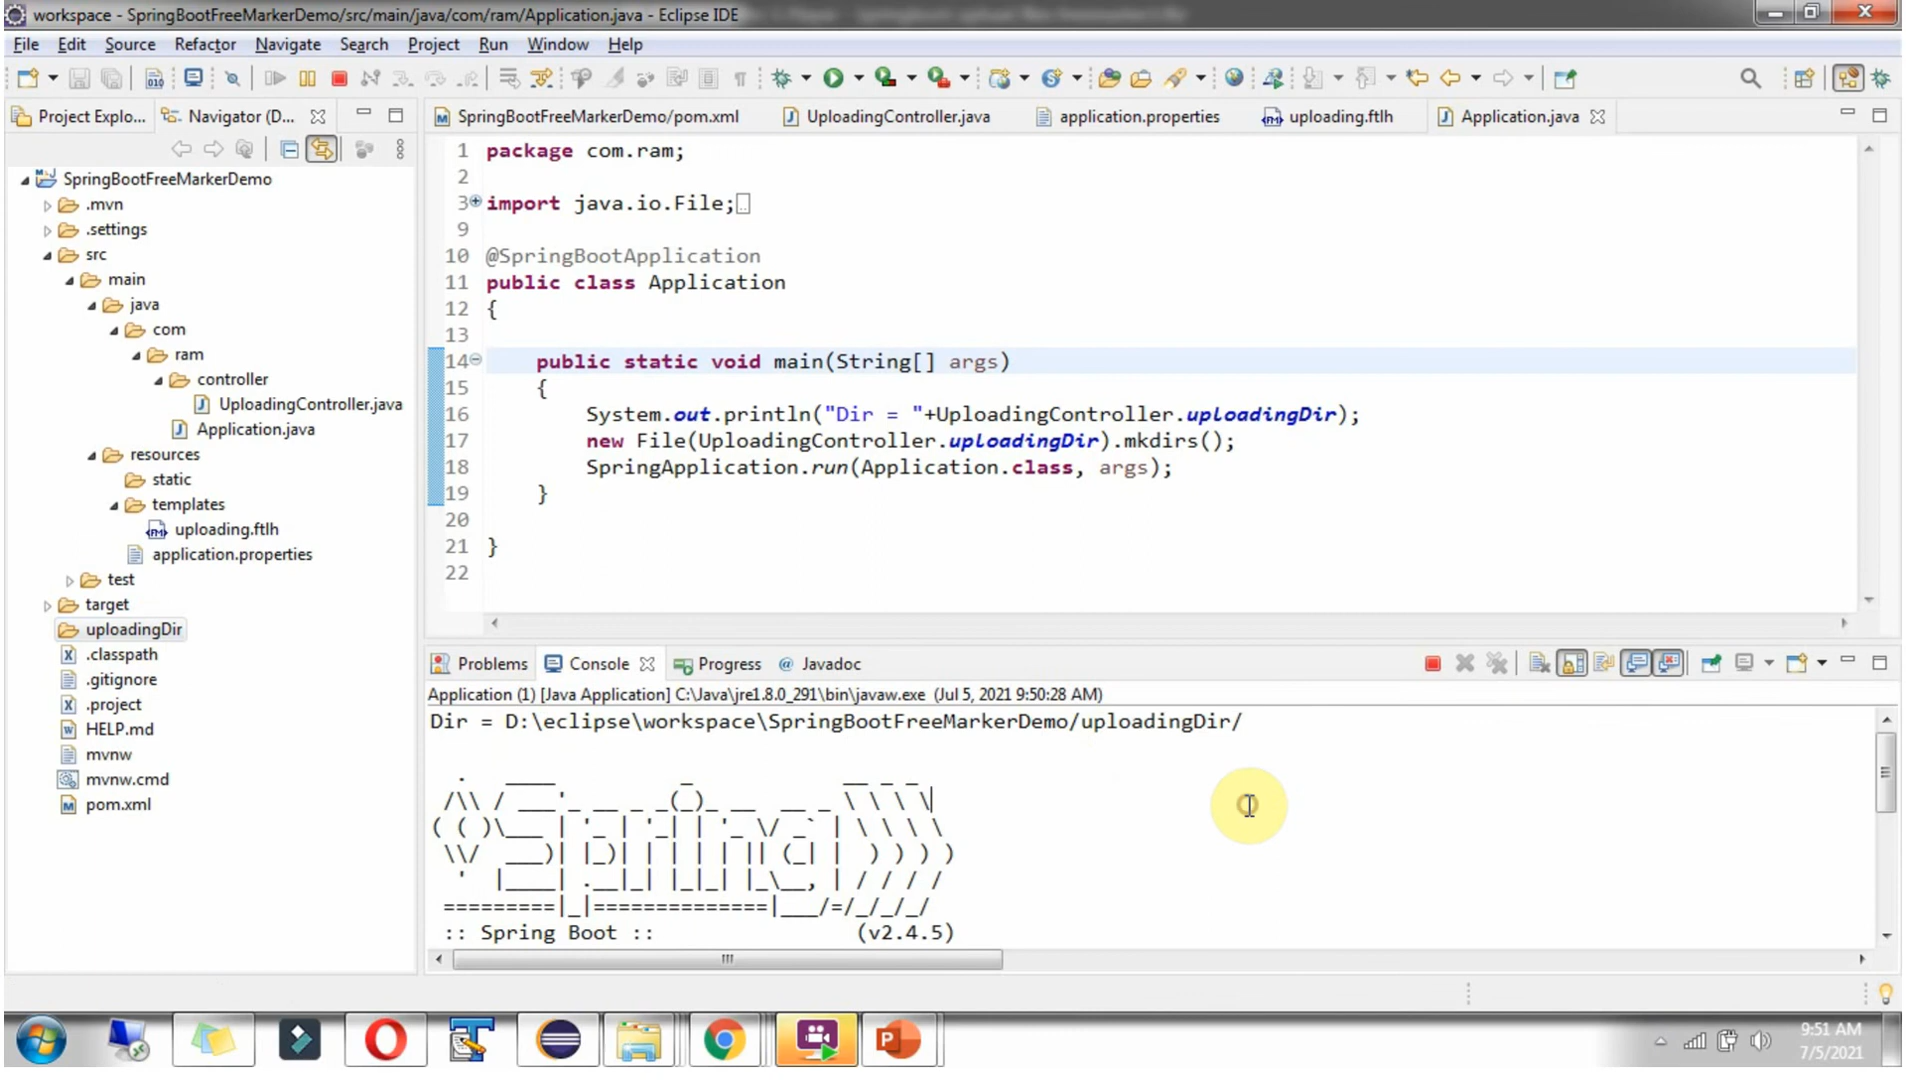 workspace - SpringBootFreeMarkerDemo/src/main/java/com/ram/Application.java - Eclipse IDE
File Edit Source Refactor Navigate Search Project Run Window Help
Project Explo... Navigator (D...
SpringBootFreeMarkerDemo
.mvn
.settings
src
main
java
com
ram
controller
UploadingController.java
Application.java
resources
static
templates
uploading.ftlh
application.properties
test
target
uploadingDir
.classpath
.gitignore
.project
HELP.md
mvnw
mvnw.cmd
pom.xml
SpringBootFreeMarkerDemo/pom.xml UploadingController.java application.properties uploading.ftlh Application.java
1 package com.ram;
2
3 import java.io.File;
9
10 @SpringBootApplication
11 public class Application
12 {
13
14 public static void main(String[] args)
15 {
16 System.out.println("Dir = "+UploadingController.uploadingDir);
17 new File(UploadingController.uploadingDir).mkdirs();
18 SpringApplication.run(Application.class, args);
19 }
20
21 }
22
Problems Console Progress @ Javadoc
Application (1) [Java Application] C:\Java\jre1.8.0_291\bin\javaw.exe (Jul 5, 2021 9:50:28 AM)
Dir = D:\eclipse\workspace\SpringBootFreeMarkerDemo/uploadingDir/
Spring
:: Spring Boot :: (v2.4.5)
9:51 AM
7/5/2021